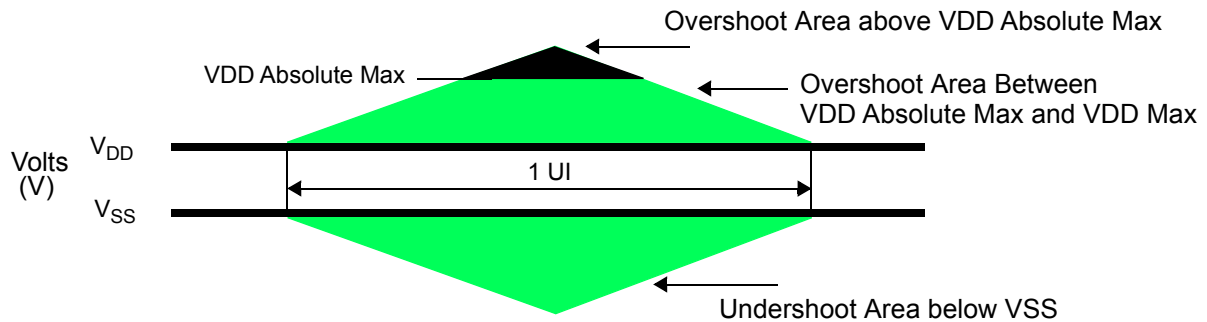 Overshoot Area above VDD Absolute Max
VDD Absolute Max
Overshoot Area Between
VDD Absolute Max and VDD Max
VDD
Volts
(V)
1 UI
VSS
Undershoot Area below VSS